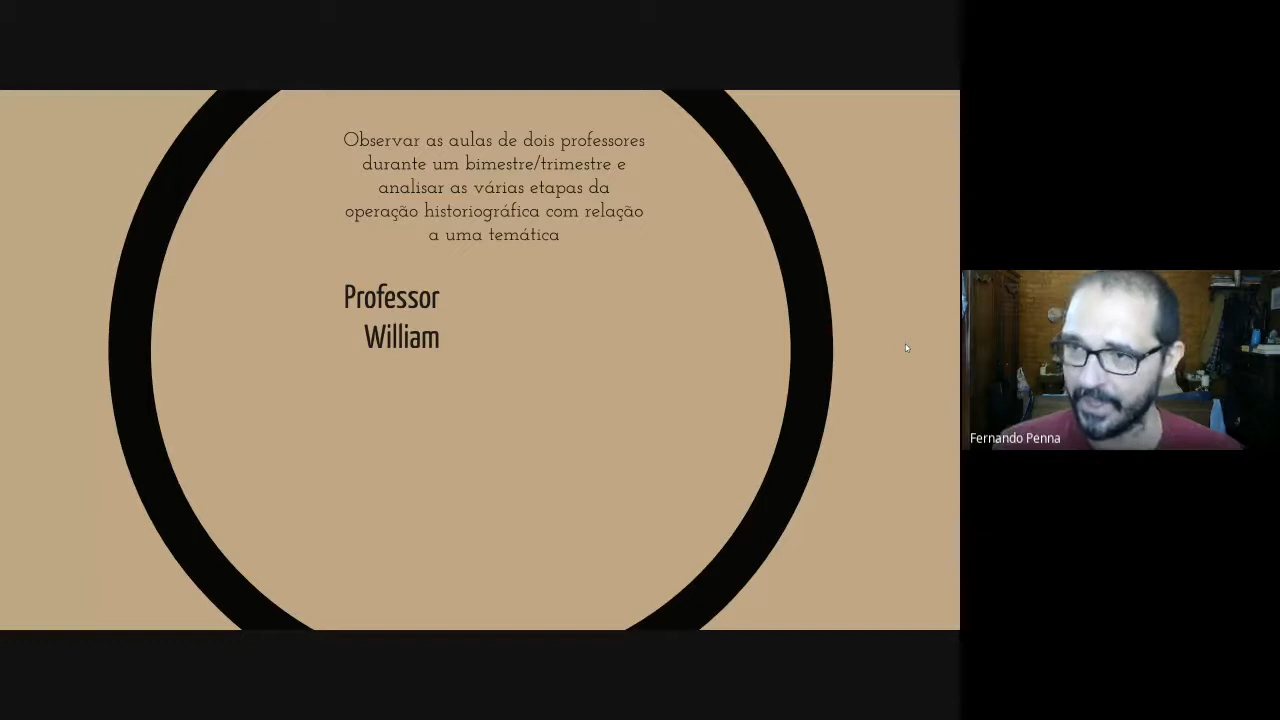 Observar as aulas de dois professores
durante um bimestre/trimestre e
analisar as várias etapas da
operação historiográfica com relação
a uma temática
Professor
William
Fernando Penna